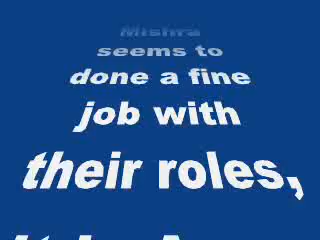 Mishra
seems to
done a fine
job with
their roles,